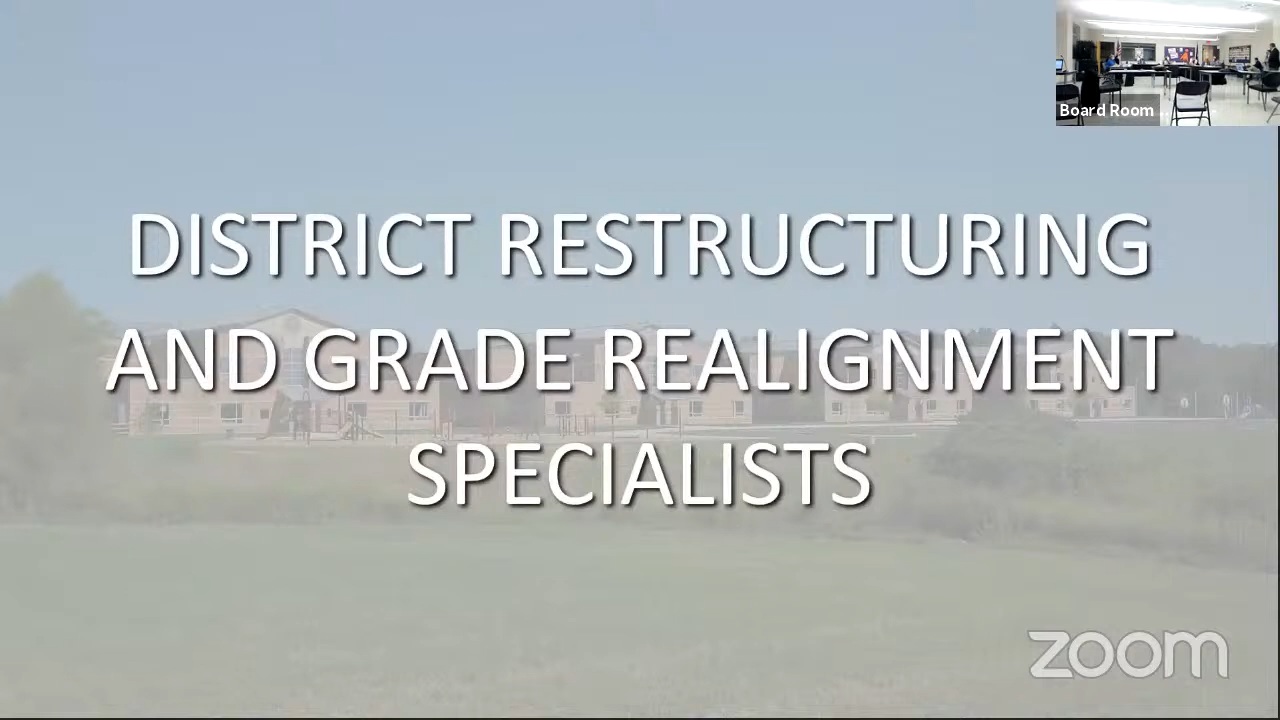 Board Room ...
DISTRICT RESTRUCTURING
AND GRADE REALIGNMENT
SPECIALISTS
zoom